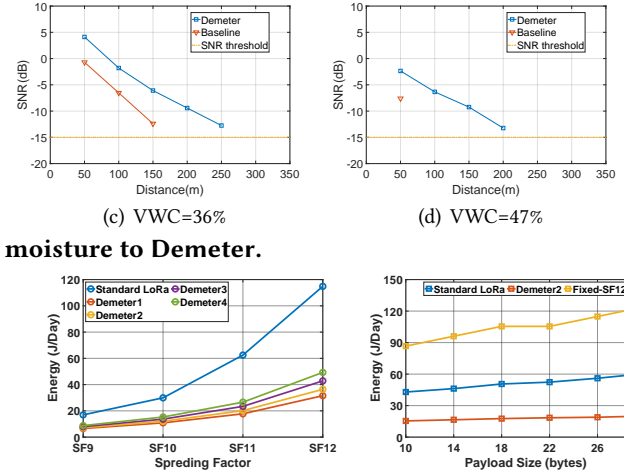 10
5
0
-5
-10
-15
-20
SNR (dB)
0 50 100 150 200 250 300 350
Distance(m)
Demeter
Baseline
SNR threshold
(c) VWC=36%
10
5
0
-5
-10
-15
-20
SNR (dB)
0 50 100 150 200 250 300 350
Distance(m)
Demeter
Baseline
SNR threshold
(d) VWC=47%
moisture to Demeter.
120
100
80
60
40
20
0
Energy (J/Day)
Standard LoRa
Demeter1
Demeter2
Demeter3
Demeter4
SF9 SF10 SF11 SF12
Spreding Factor
150
120
90
60
30
0
Energy (J/Day)
Standard LoRa Demeter2 Fixed-SF12
10 14 18 22 26
Payload Size (bytes)